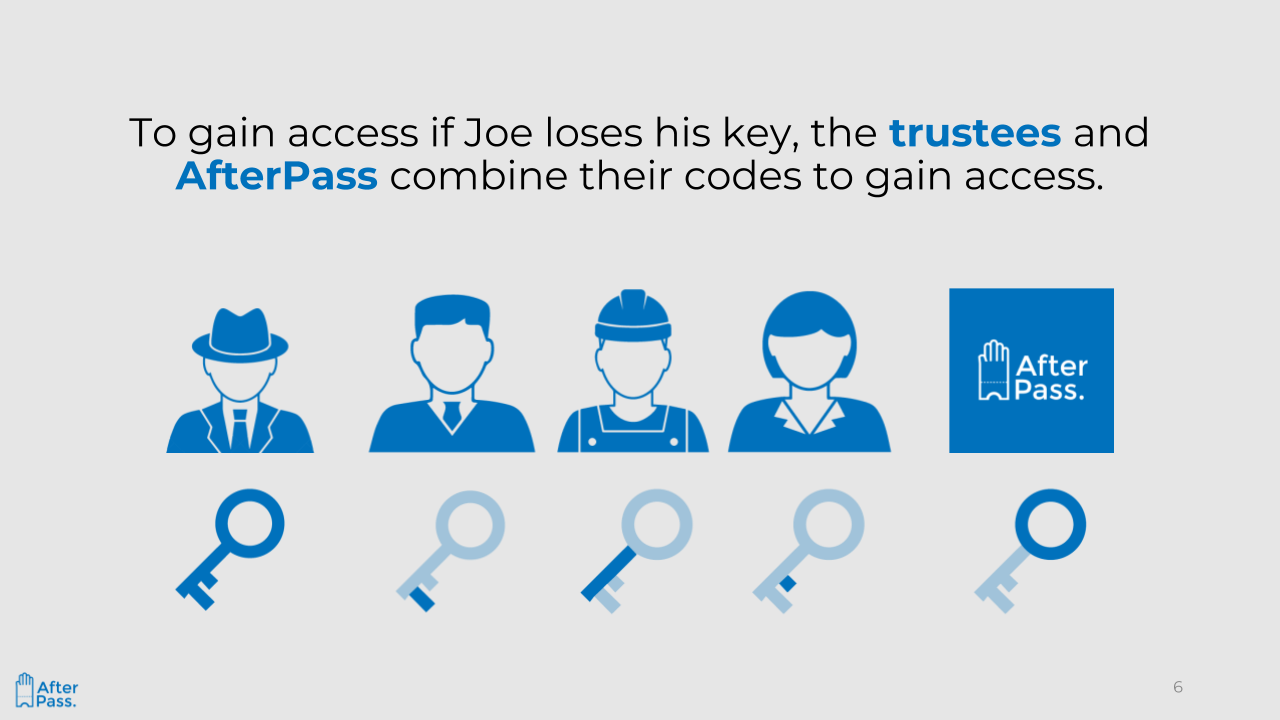 To gain access if Joe loses his key, the trustees and
AfterPass combine their codes to gain access.
After
Pass.
After
Pass.
6